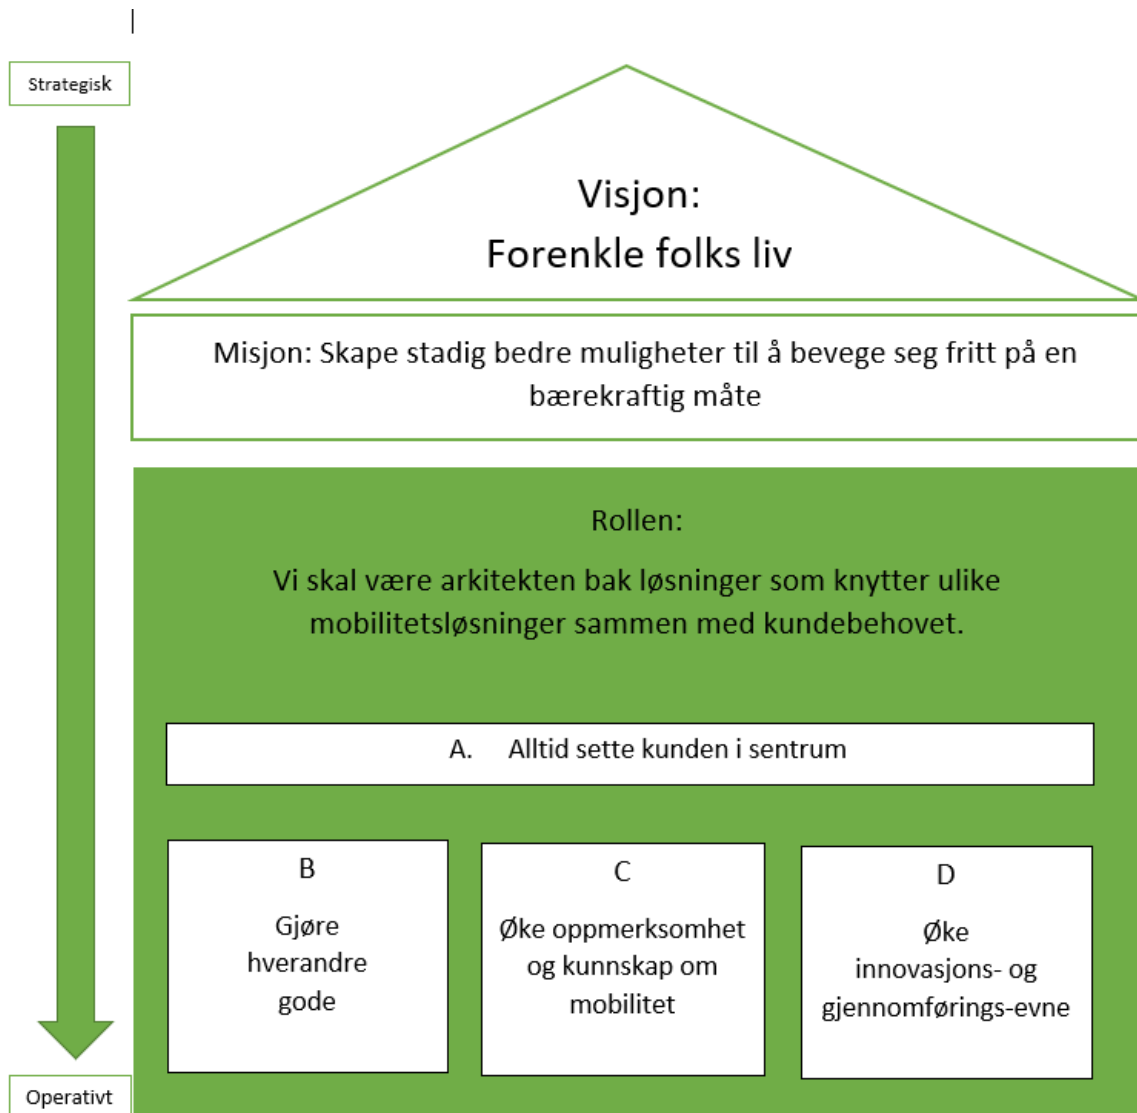 Strategisk
Visjon:
Forenkle folks liv
Misjon: Skape stadig bedre muligheter til å bevege seg fritt på en
bærekraftig måte
Rollen:
Vi skal være arkitekten bak løsninger som knytter ulike
mobilitetsløsninger sammen med kundebehovet.
A. Alltid sette kunden i sentrum
B
Gjøre
hverandre
gode
C
Øke oppmerksomhet
og kunnskap om
mobilitet
D
Øke
innovasjons- og
gjennomførings-evne
Operativt